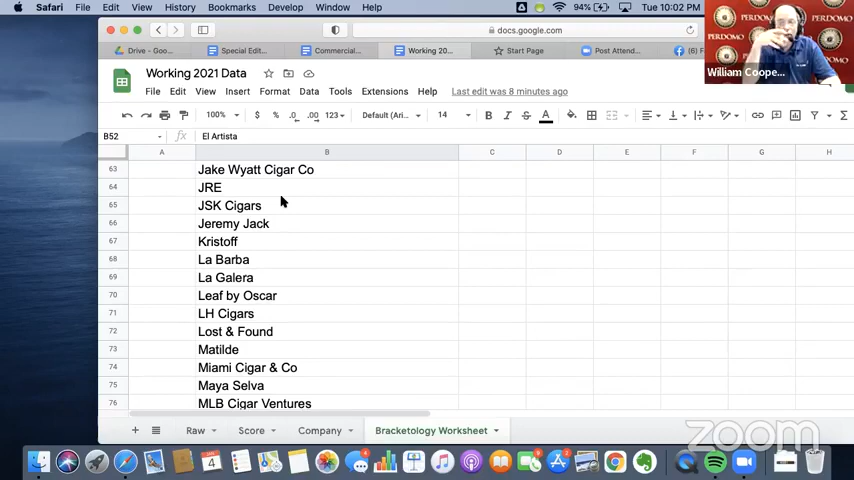 Safari File Edit View History Bookmarks Develop Window Help 94% Tue 10:02 PM
docs.google.com
Drive - Goo... Special Edit... Commercial... Working 20... Start Page Post Attend... (6)
PERDOMO PERDOMO
William Coope...
Working 2021 Data
File Edit View Insert Format Data Tools Extensions Help Last edit was 8 minutes ago
100% $ % .0 .00 123 Default (Ari... 14 B I S A
B52 fx El Artista
A B C D E F G H
63 Jake Wyatt Cigar Co
64 JRE
65 JSK Cigars
66 Jeremy Jack
67 Kristoff
68 La Barba
69 La Galera
70 Leaf by Oscar
71 LH Cigars
72 Lost & Found
73 Matilde
74 Miami Cigar & Co
75 Maya Selva
76 MLB Cigar Ventures
+ Raw Score Company Bracketology Worksheet
zoom
JAN 4